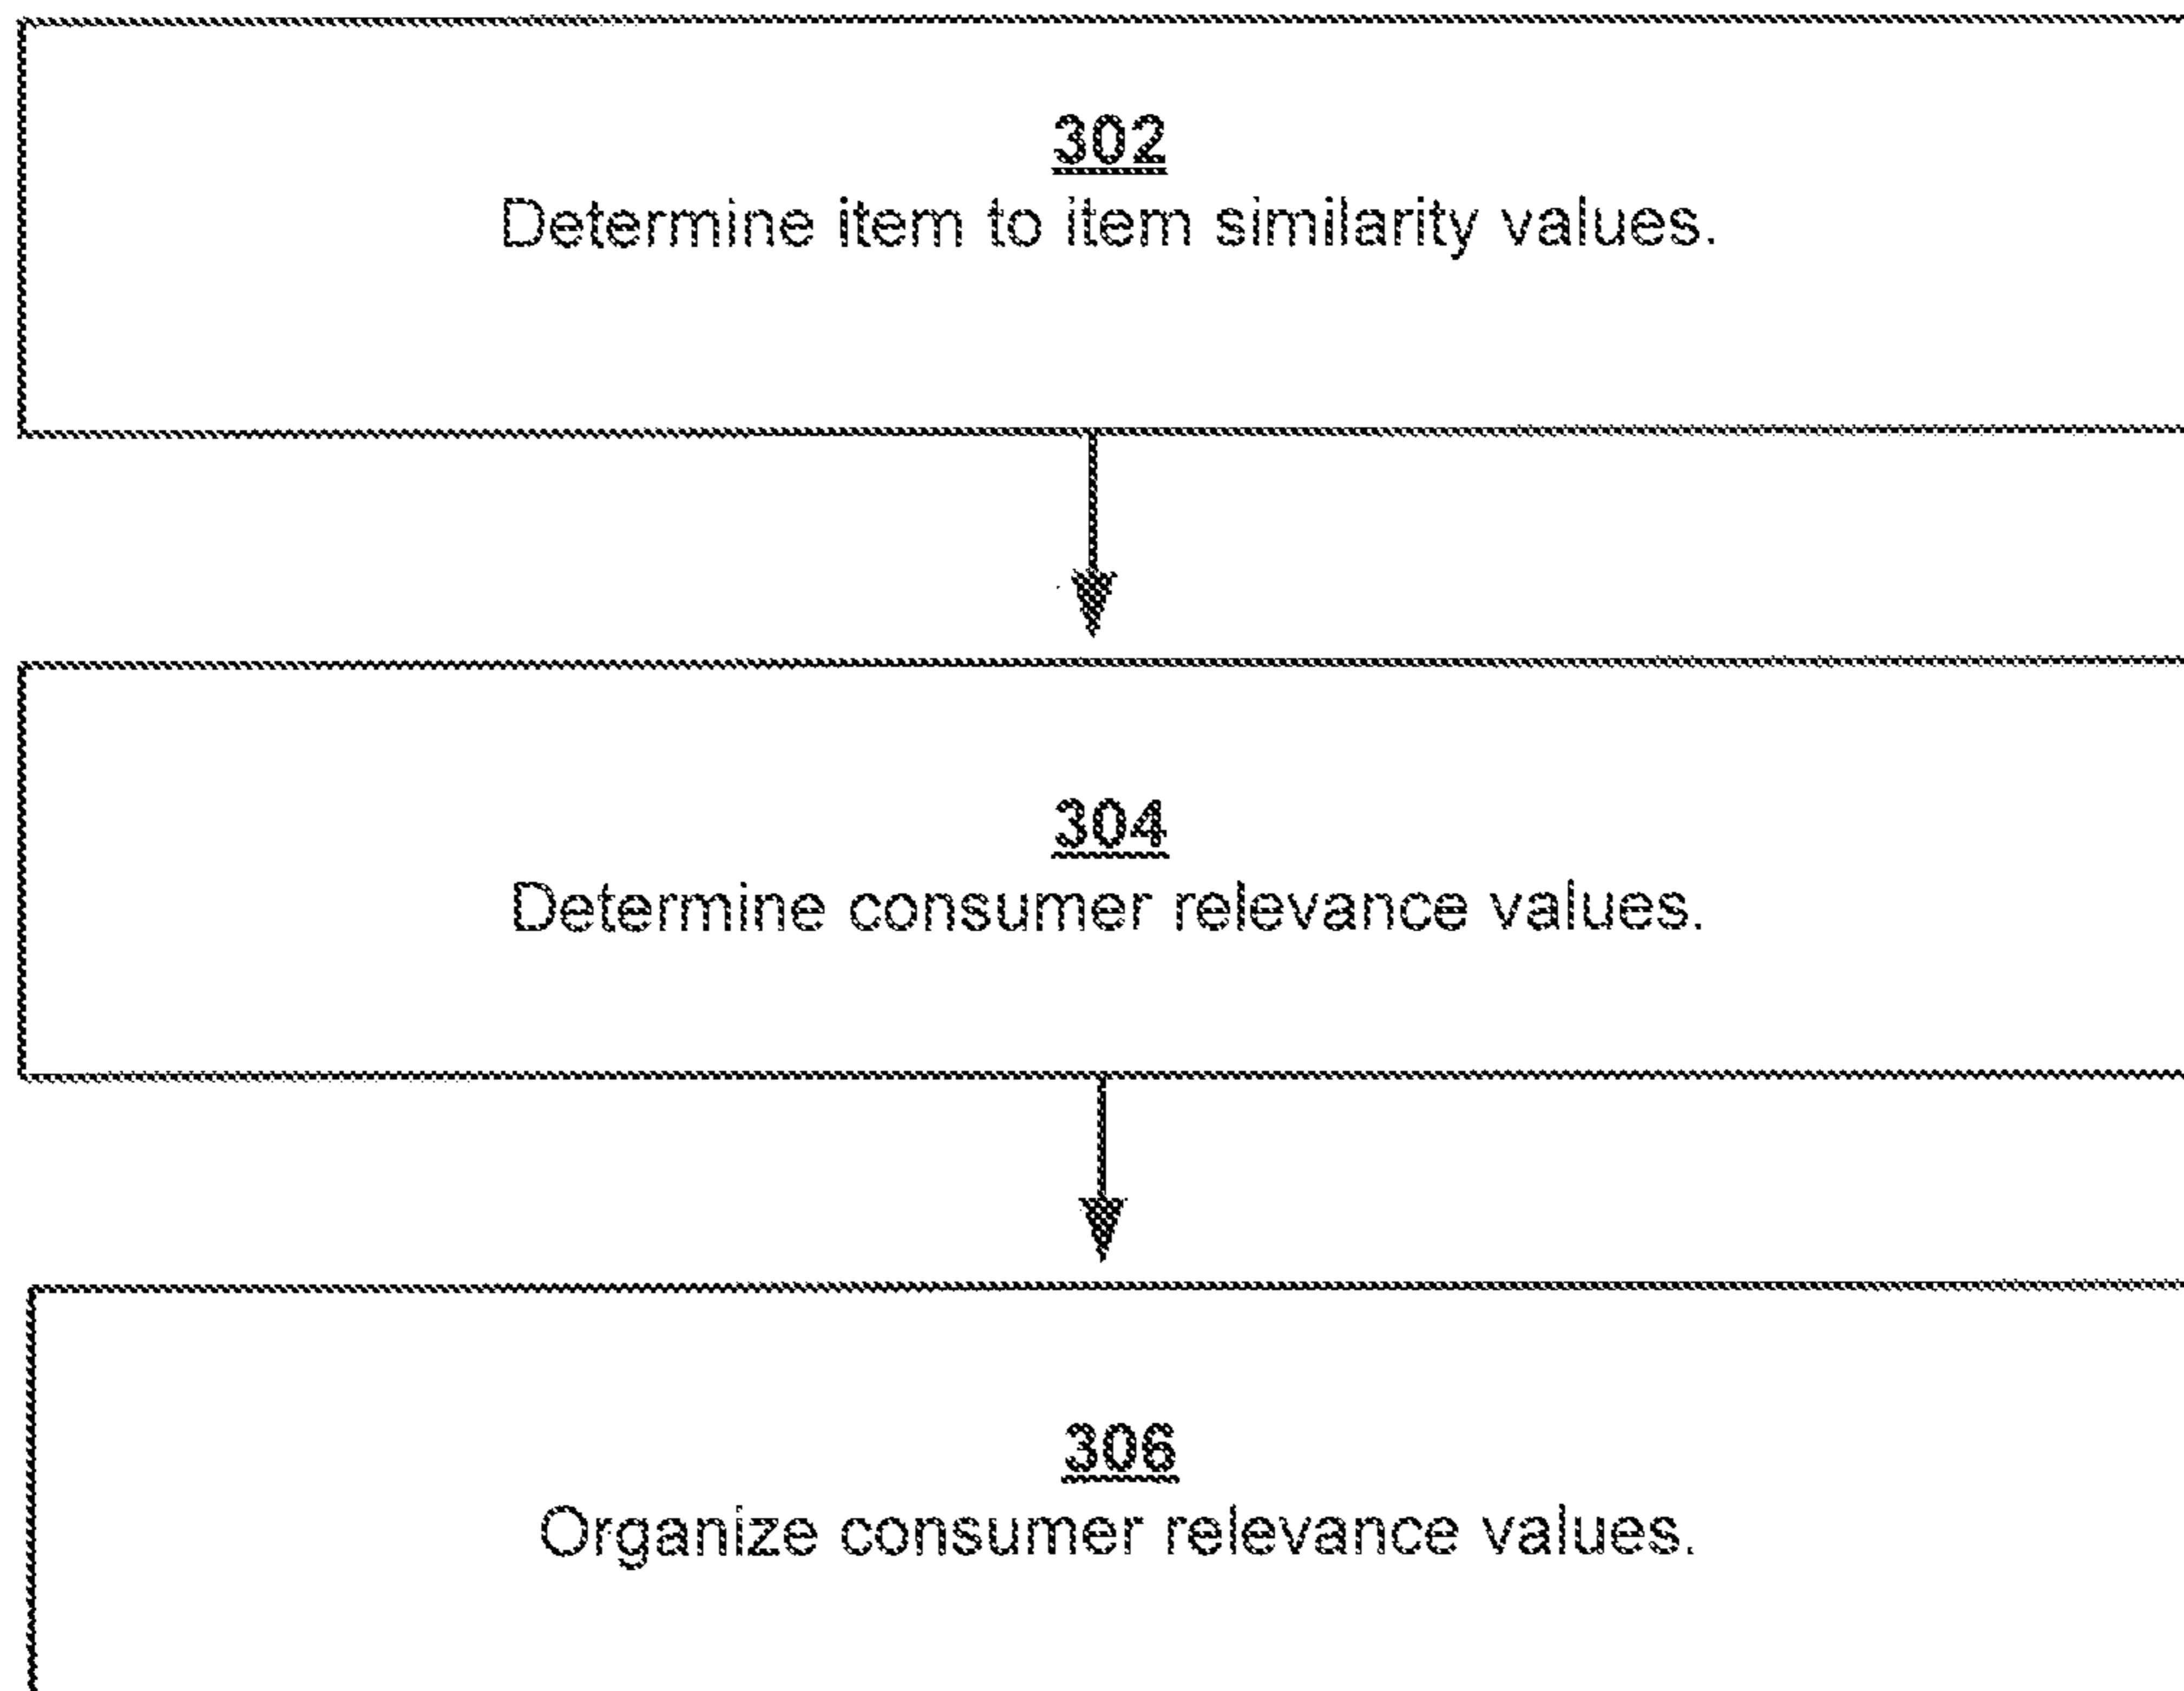 302
Determine item to item similarity values.
304
Determine consumer relevance values.
306
Organize consumer relevance values.